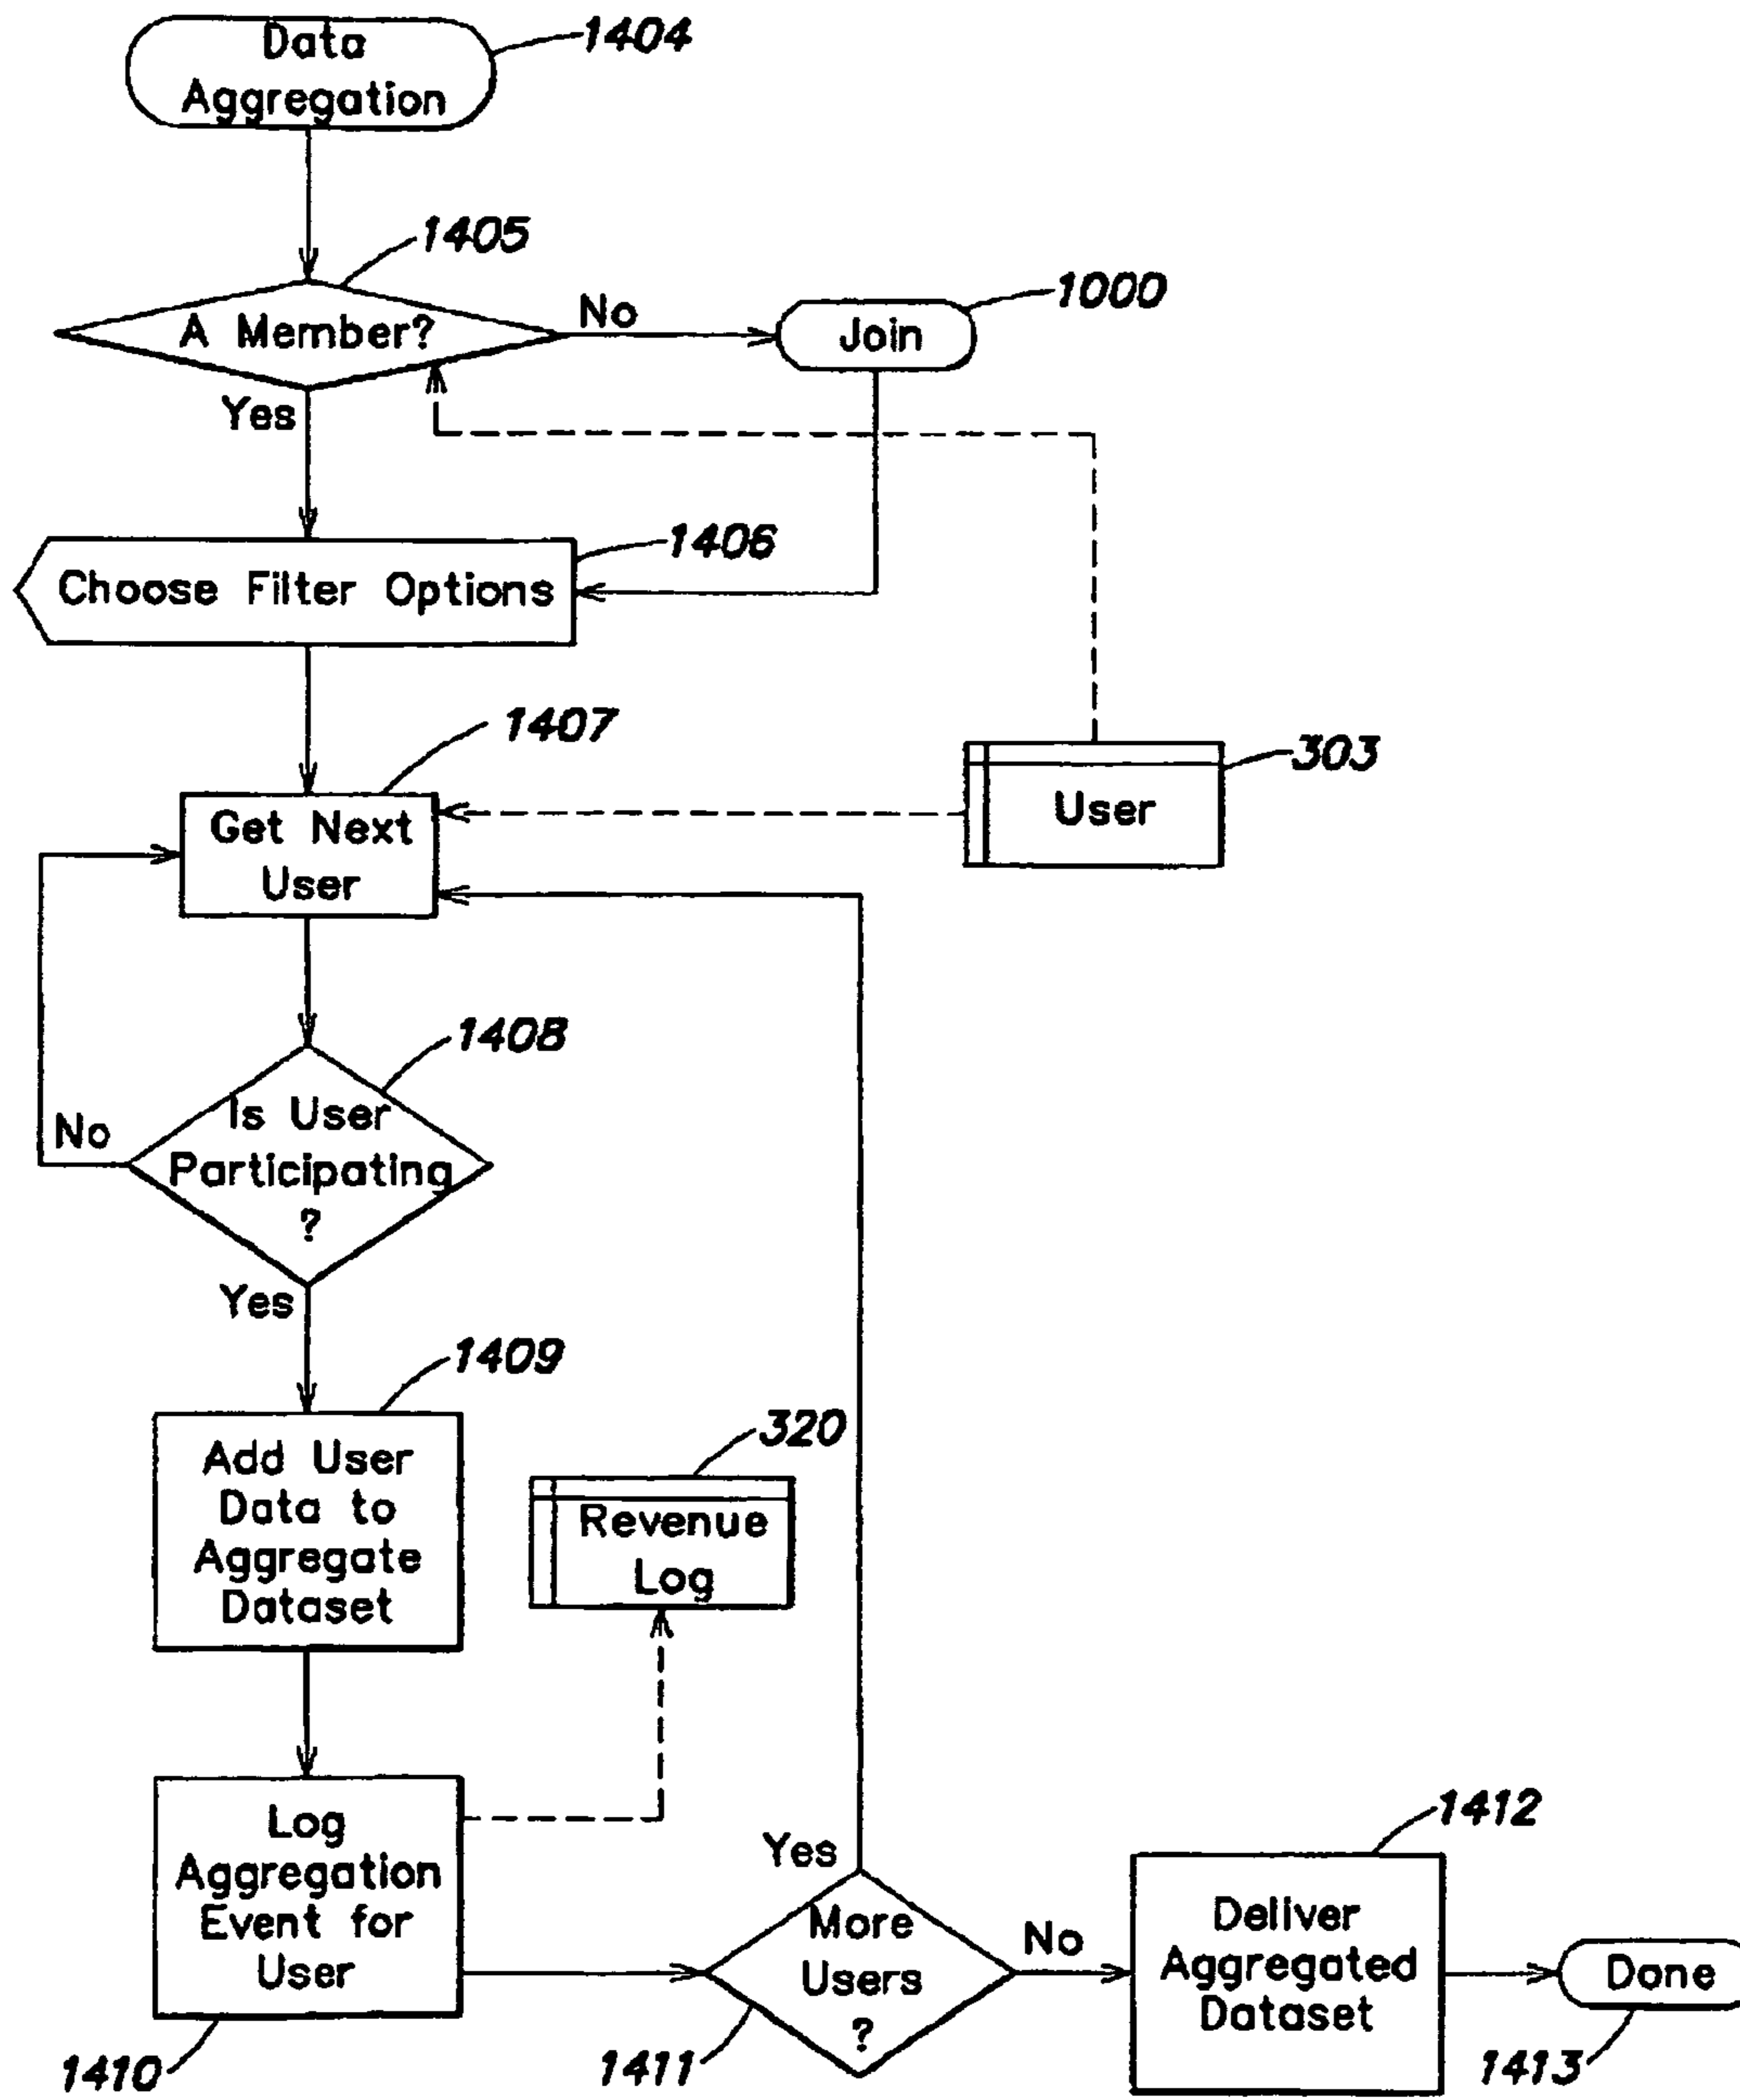 Data
Aggregation
1404
1405
A Member?
No
Join
1000
Yes
Choose Filter Options
1406
1407
Get Next
User
User
303
1408
Is User
Participating
?
No
Yes
1409
Add User
Data to
Aggregate
Dataset
320
Revenue
Log
Log
Aggregation
Event for
User
1410
Yes
More
Users
?
1411
No
1412
Deliver
Aggregated
Dataset
Done
1413